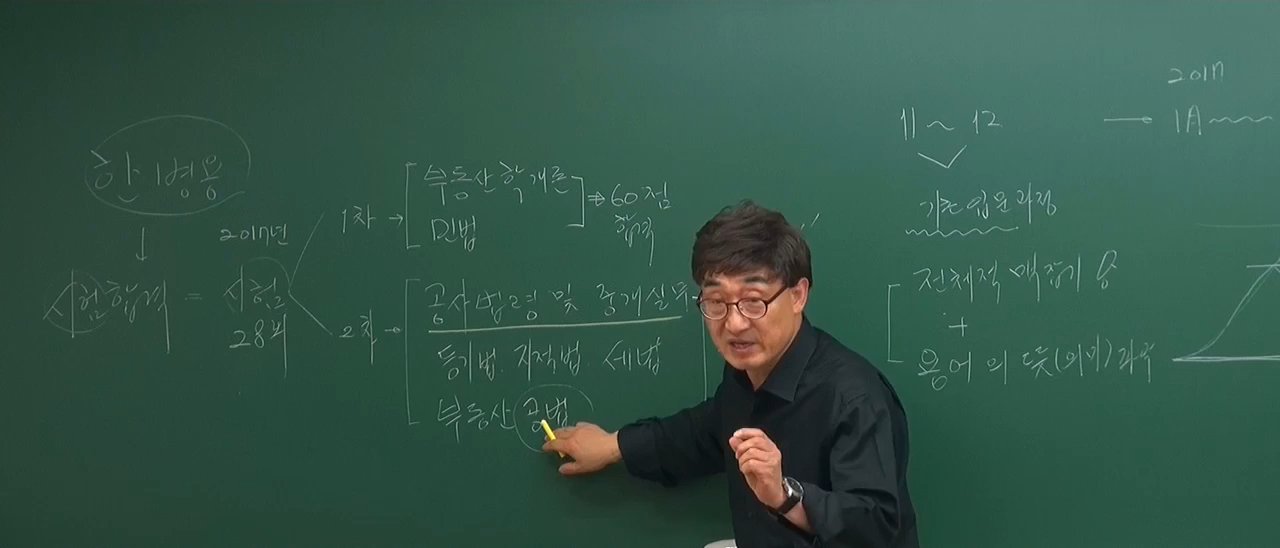 한병용
2017년
시험합격 = 시험
28회
1차 → 부동산학개론 ⇒ 60점
민법 합격
2차 → 공사법령 및 중개실무
등기법. 지적법. 세법
부동산 공법
11 ~ 12 → 1月
2017
기초입문과정
전체적 맥잡기
+
용어의 뜻(의미)파악